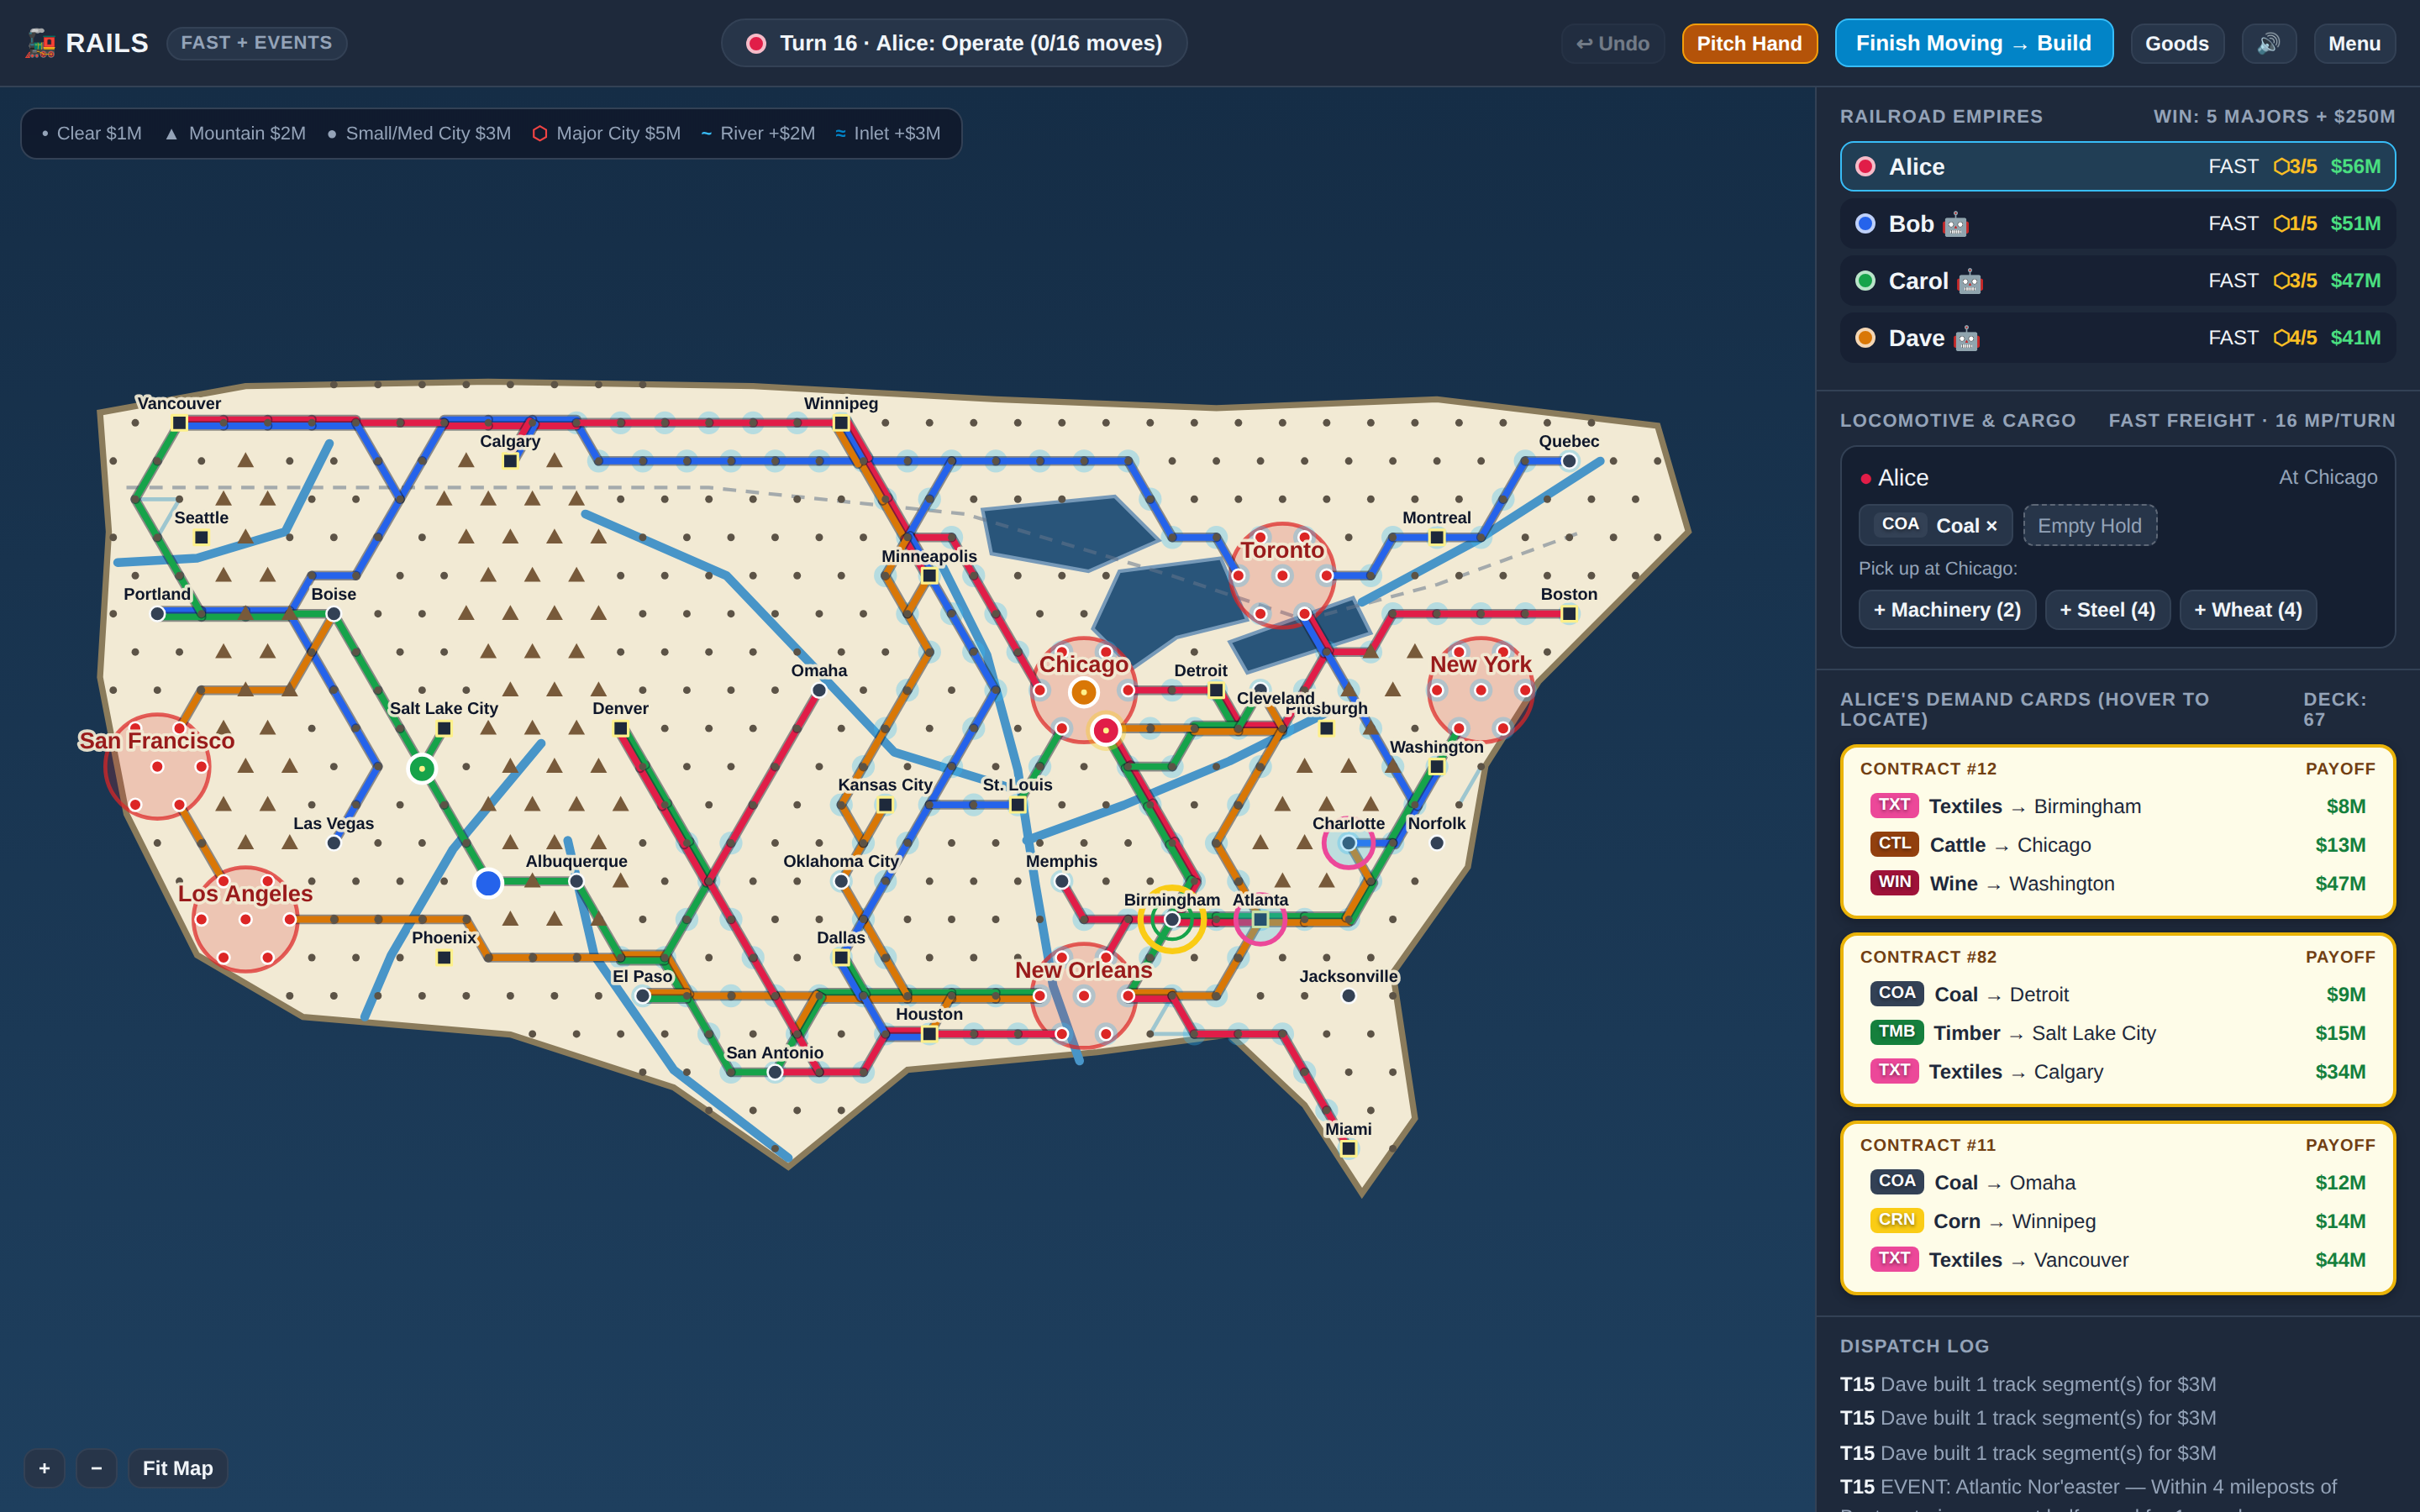 🚂 RAILS FAST + EVENTS
Turn 16 · Alice: Operate (0/16 moves)
↩ Undo Pitch Hand Finish Moving → Build Goods 🔊 Menu
• Clear $1M ▲ Mountain $2M ● Small/Med City $3M ⬡ Major City $5M ~ River +$2M ≈ Inlet +$3M
Vancouver
Winnipeg
Calgary
Quebec
Seattle
Montreal
Minneapolis
Toronto
Portland
Boise
Boston
Chicago
New York
Omaha
Detroit
Cleveland
Pittsburgh
Salt Lake City
Denver
San Francisco
Washington
Kansas City
St. Louis
Las Vegas
Charlotte
Norfolk
Albuquerque
Oklahoma City
Memphis
Los Angeles
Birmingham
Atlanta
Phoenix
Dallas
El Paso
New Orleans
Jacksonville
Houston
San Antonio
Miami
+ − Fit Map
RAILROAD EMPIRES WIN: 5 MAJORS + $250M
Alice FAST ⬡3/5 $56M
Bob 🤖 FAST ⬡1/5 $51M
Carol 🤖 FAST ⬡3/5 $47M
Dave 🤖 FAST ⬡4/5 $41M
LOCOMOTIVE & CARGO FAST FREIGHT · 16 MP/TURN
● Alice At Chicago
COA Coal × Empty Hold
Pick up at Chicago:
+ Machinery (2) + Steel (4) + Wheat (4)
ALICE'S DEMAND CARDS (HOVER TO LOCATE) DECK: 67
CONTRACT #12 PAYOFF
TXT Textiles → Birmingham $8M
CTL Cattle → Chicago $13M
WIN Wine → Washington $47M
CONTRACT #82 PAYOFF
COA Coal → Detroit $9M
TMB Timber → Salt Lake City $15M
TXT Textiles → Calgary $34M
CONTRACT #11 PAYOFF
COA Coal → Omaha $12M
CRN Corn → Winnipeg $14M
TXT Textiles → Vancouver $44M
DISPATCH LOG
T15 Dave built 1 track segment(s) for $3M
T15 Dave built 1 track segment(s) for $3M
T15 Dave built 1 track segment(s) for $3M
T15 EVENT: Atlantic Nor'easter — Within 4 mileposts of